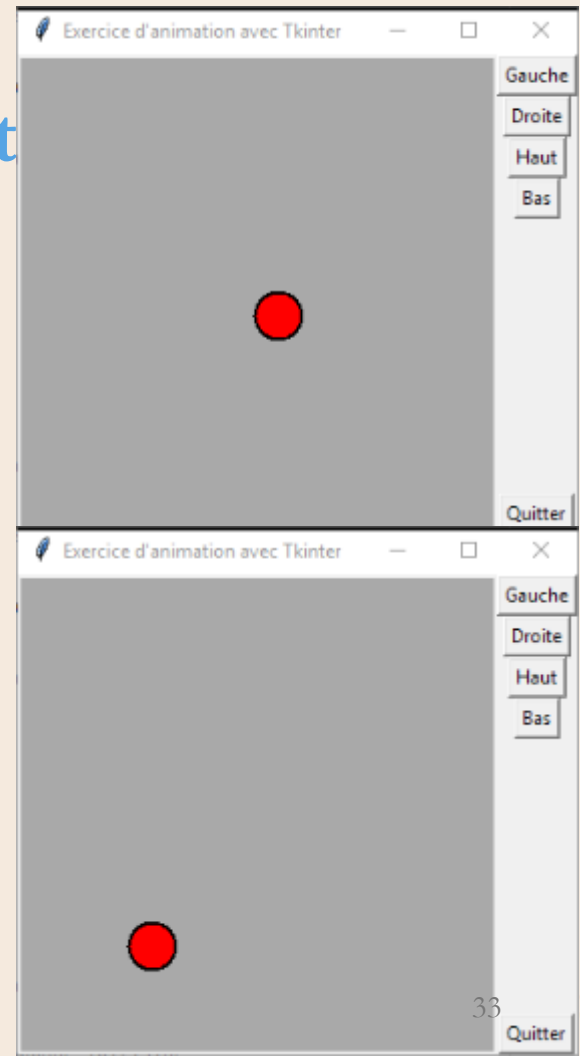 t
Exercice d'animation avec Tkinter
Gauche
Droite
Haut
Bas
Quitter
Exercice d'animation avec Tkinter
Gauche
Droite
Haut
Bas
33
Quitter